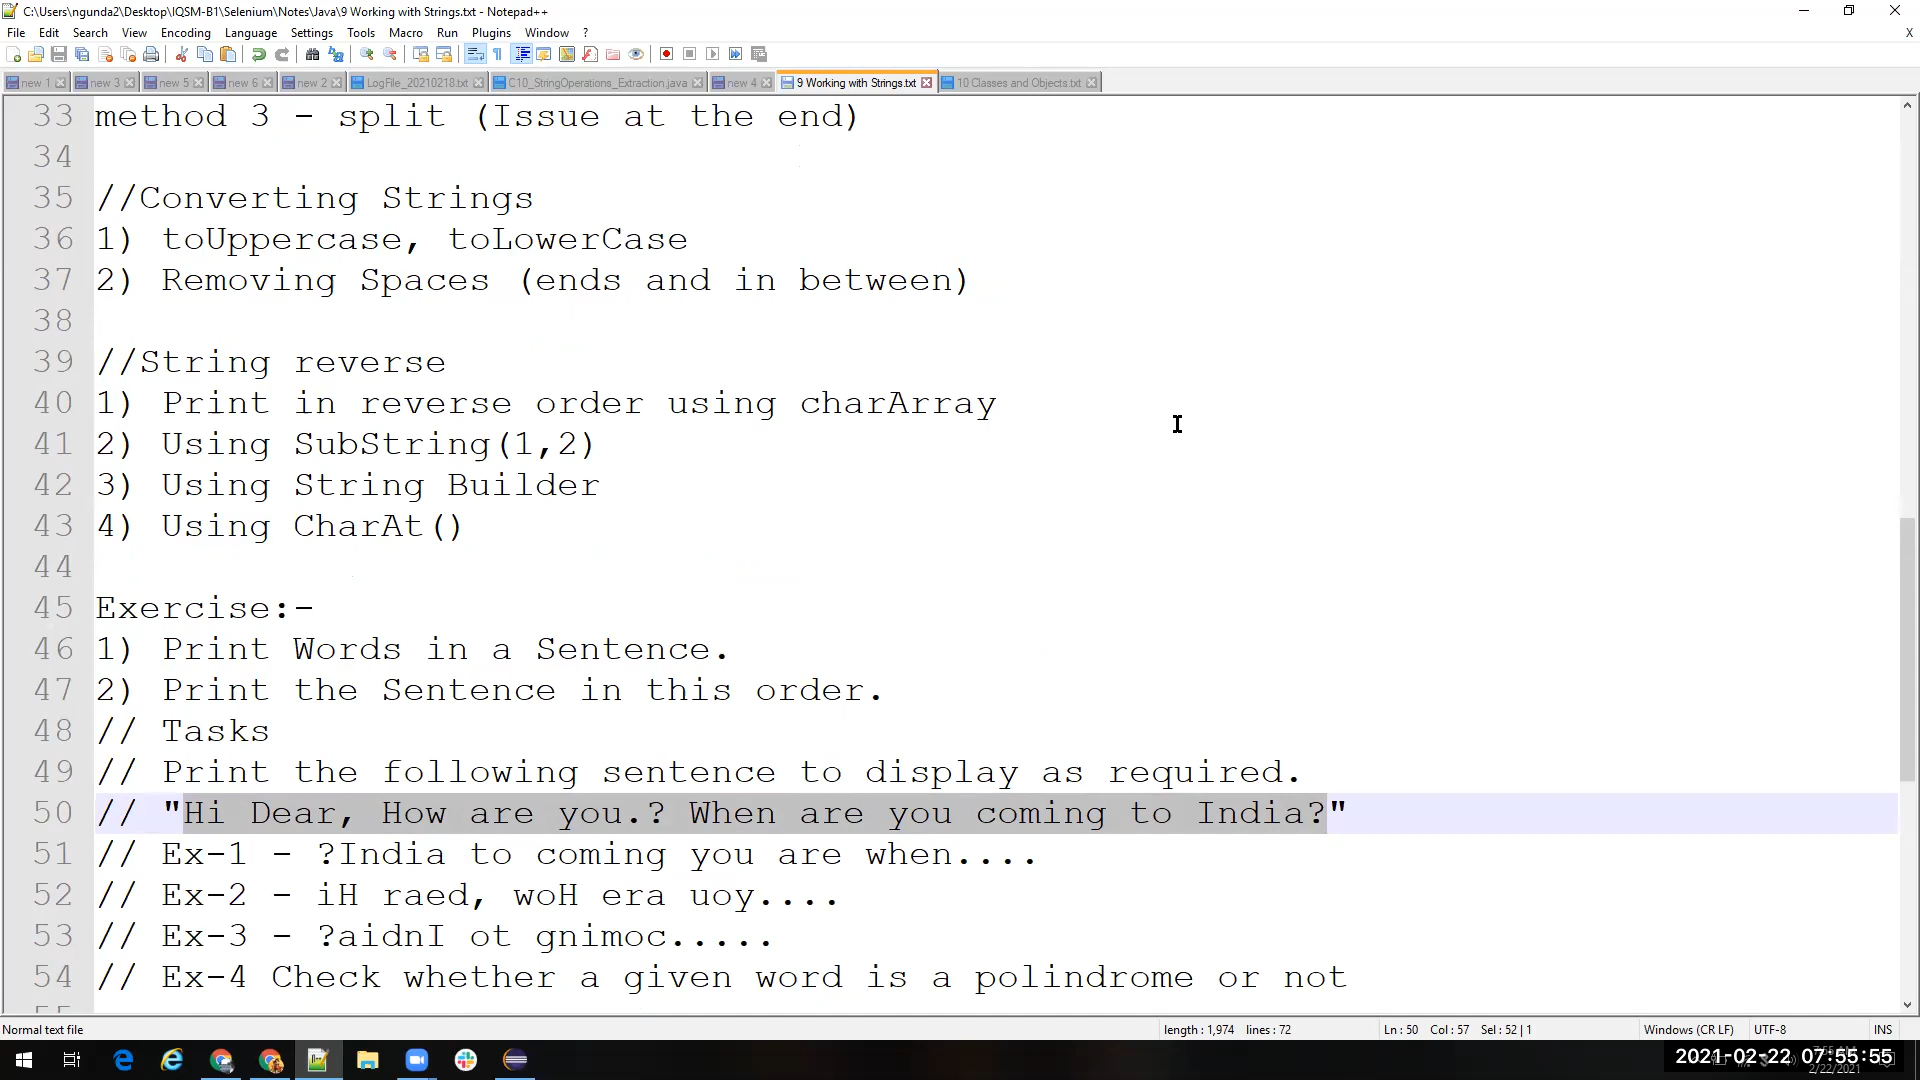 C:\Users\ngunda2\Desktop\IQSM-B1\Selenium\Notes\Java\9 Working with Strings.txt - Notepad++
File Edit Search View Encoding Language Settings Tools Macro Run Plugins Window ? X
new 1 new 3 new 5 new 6 new 2 LogFile_20210218.txt C10_StringOperations_Extraction.java new 4 9 Working with Strings.txt 10 Classes and Objects.txt
33 method 3 - split (Issue at the end)
34
35 //Converting Strings
36 1) toUppercase, toLowerCase
37 2) Removing Spaces (ends and in between)
38
39 //String reverse
40 1) Print in reverse order using charArray
41 2) Using SubString(1,2)
42 3) Using String Builder
43 4) Using CharAt()
44
45 Exercise:-
46 1) Print Words in a Sentence.
47 2) Print the Sentence in this order.
48 // Tasks
49 // Print the following sentence to display as required.
50 // "Hi Dear, How are you.? When are you coming to India?"
51 // Ex-1 - ?India to coming you are when....
52 // Ex-2 - iH raed, woH era uoy....
53 // Ex-3 - ?aidnI ot gnimoc.....
54 // Ex-4 Check whether a given word is a polindrome or not
Normal text file length : 1,974 lines : 72 Ln : 50 Col : 57 Sel : 52 | 1 Windows (CR LF) UTF-8 INS
2021-02-22 07:55:55
2/22/2021